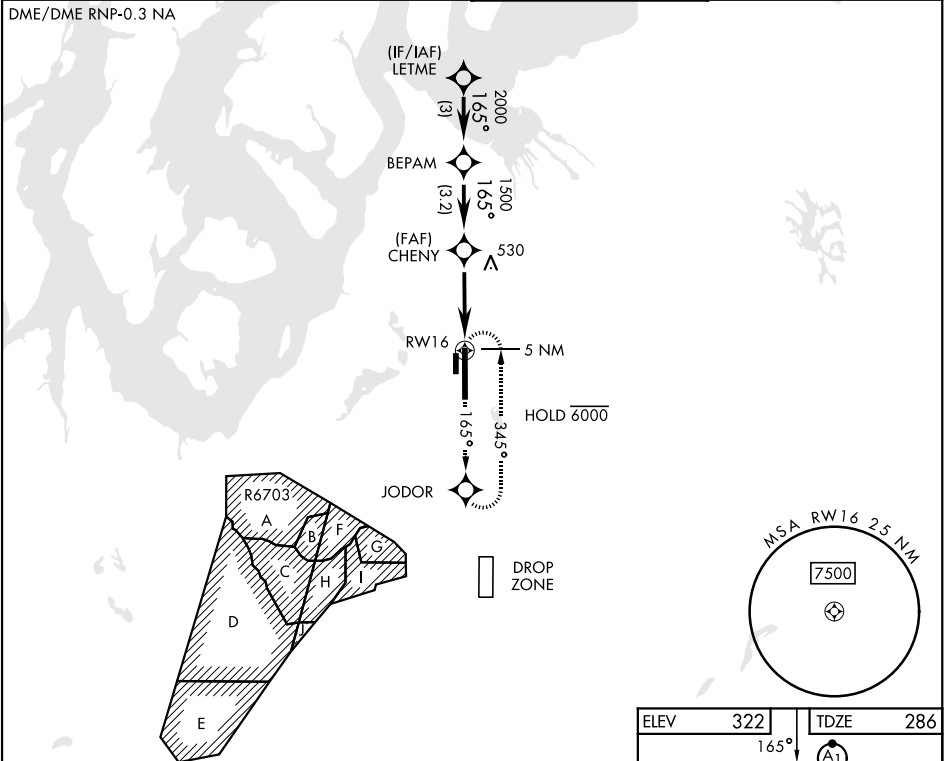 DME/DME RNP-0.3 NA
(IF/IAF)
LETME
2000
165°
(3)
BEPAM
1500
165°
(3.2)
(FAF)
CHENY
530
RW16
5 NM
HOLD 6000
165°
345°
JODOR
R6703
A
B
F
G
C
H
I
D
J
E
DROP
ZONE
MSA RW16 25 NM
7500
ELEV 322
TDZE 286
165°
A1